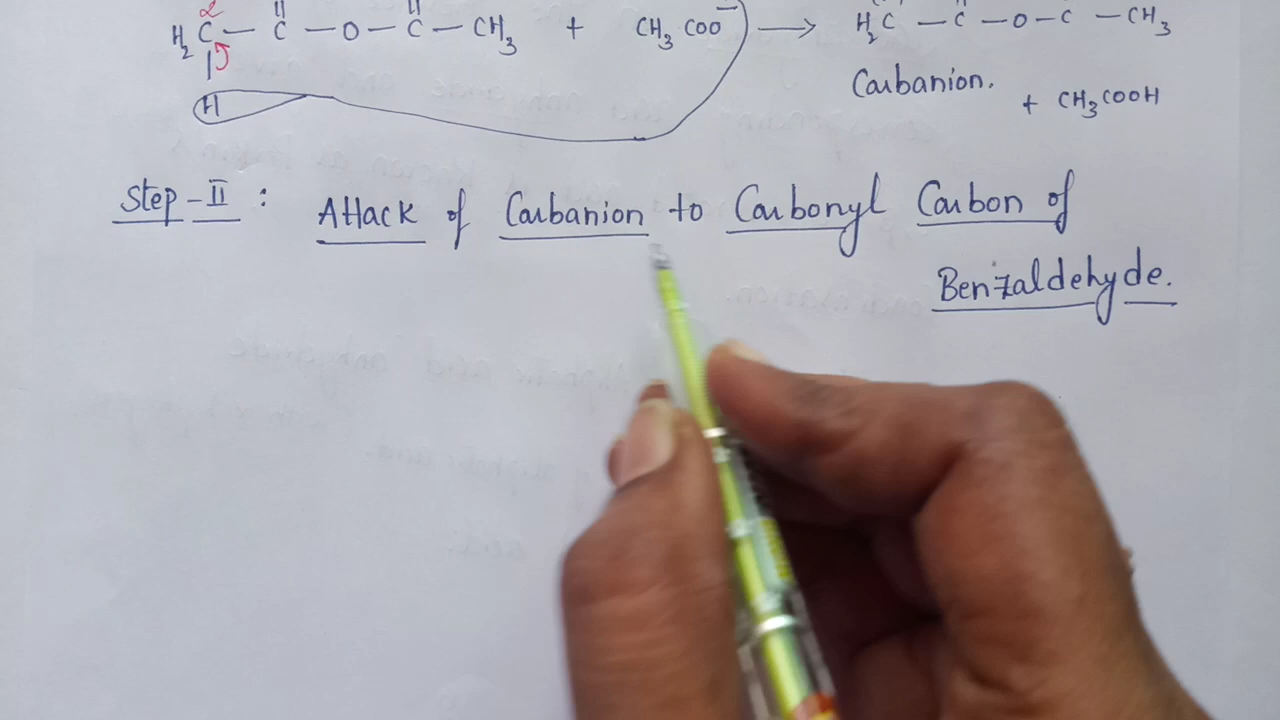 α
H₂C — C — O — C — CH₃ + CH₃COO⁻ → H₂C — C — O — C — CH₃
H
Carbanion.
+ CH₃COOH
Step-II : Attack of Carbanion to Carbonyl Carbon of
Benzaldehyde.